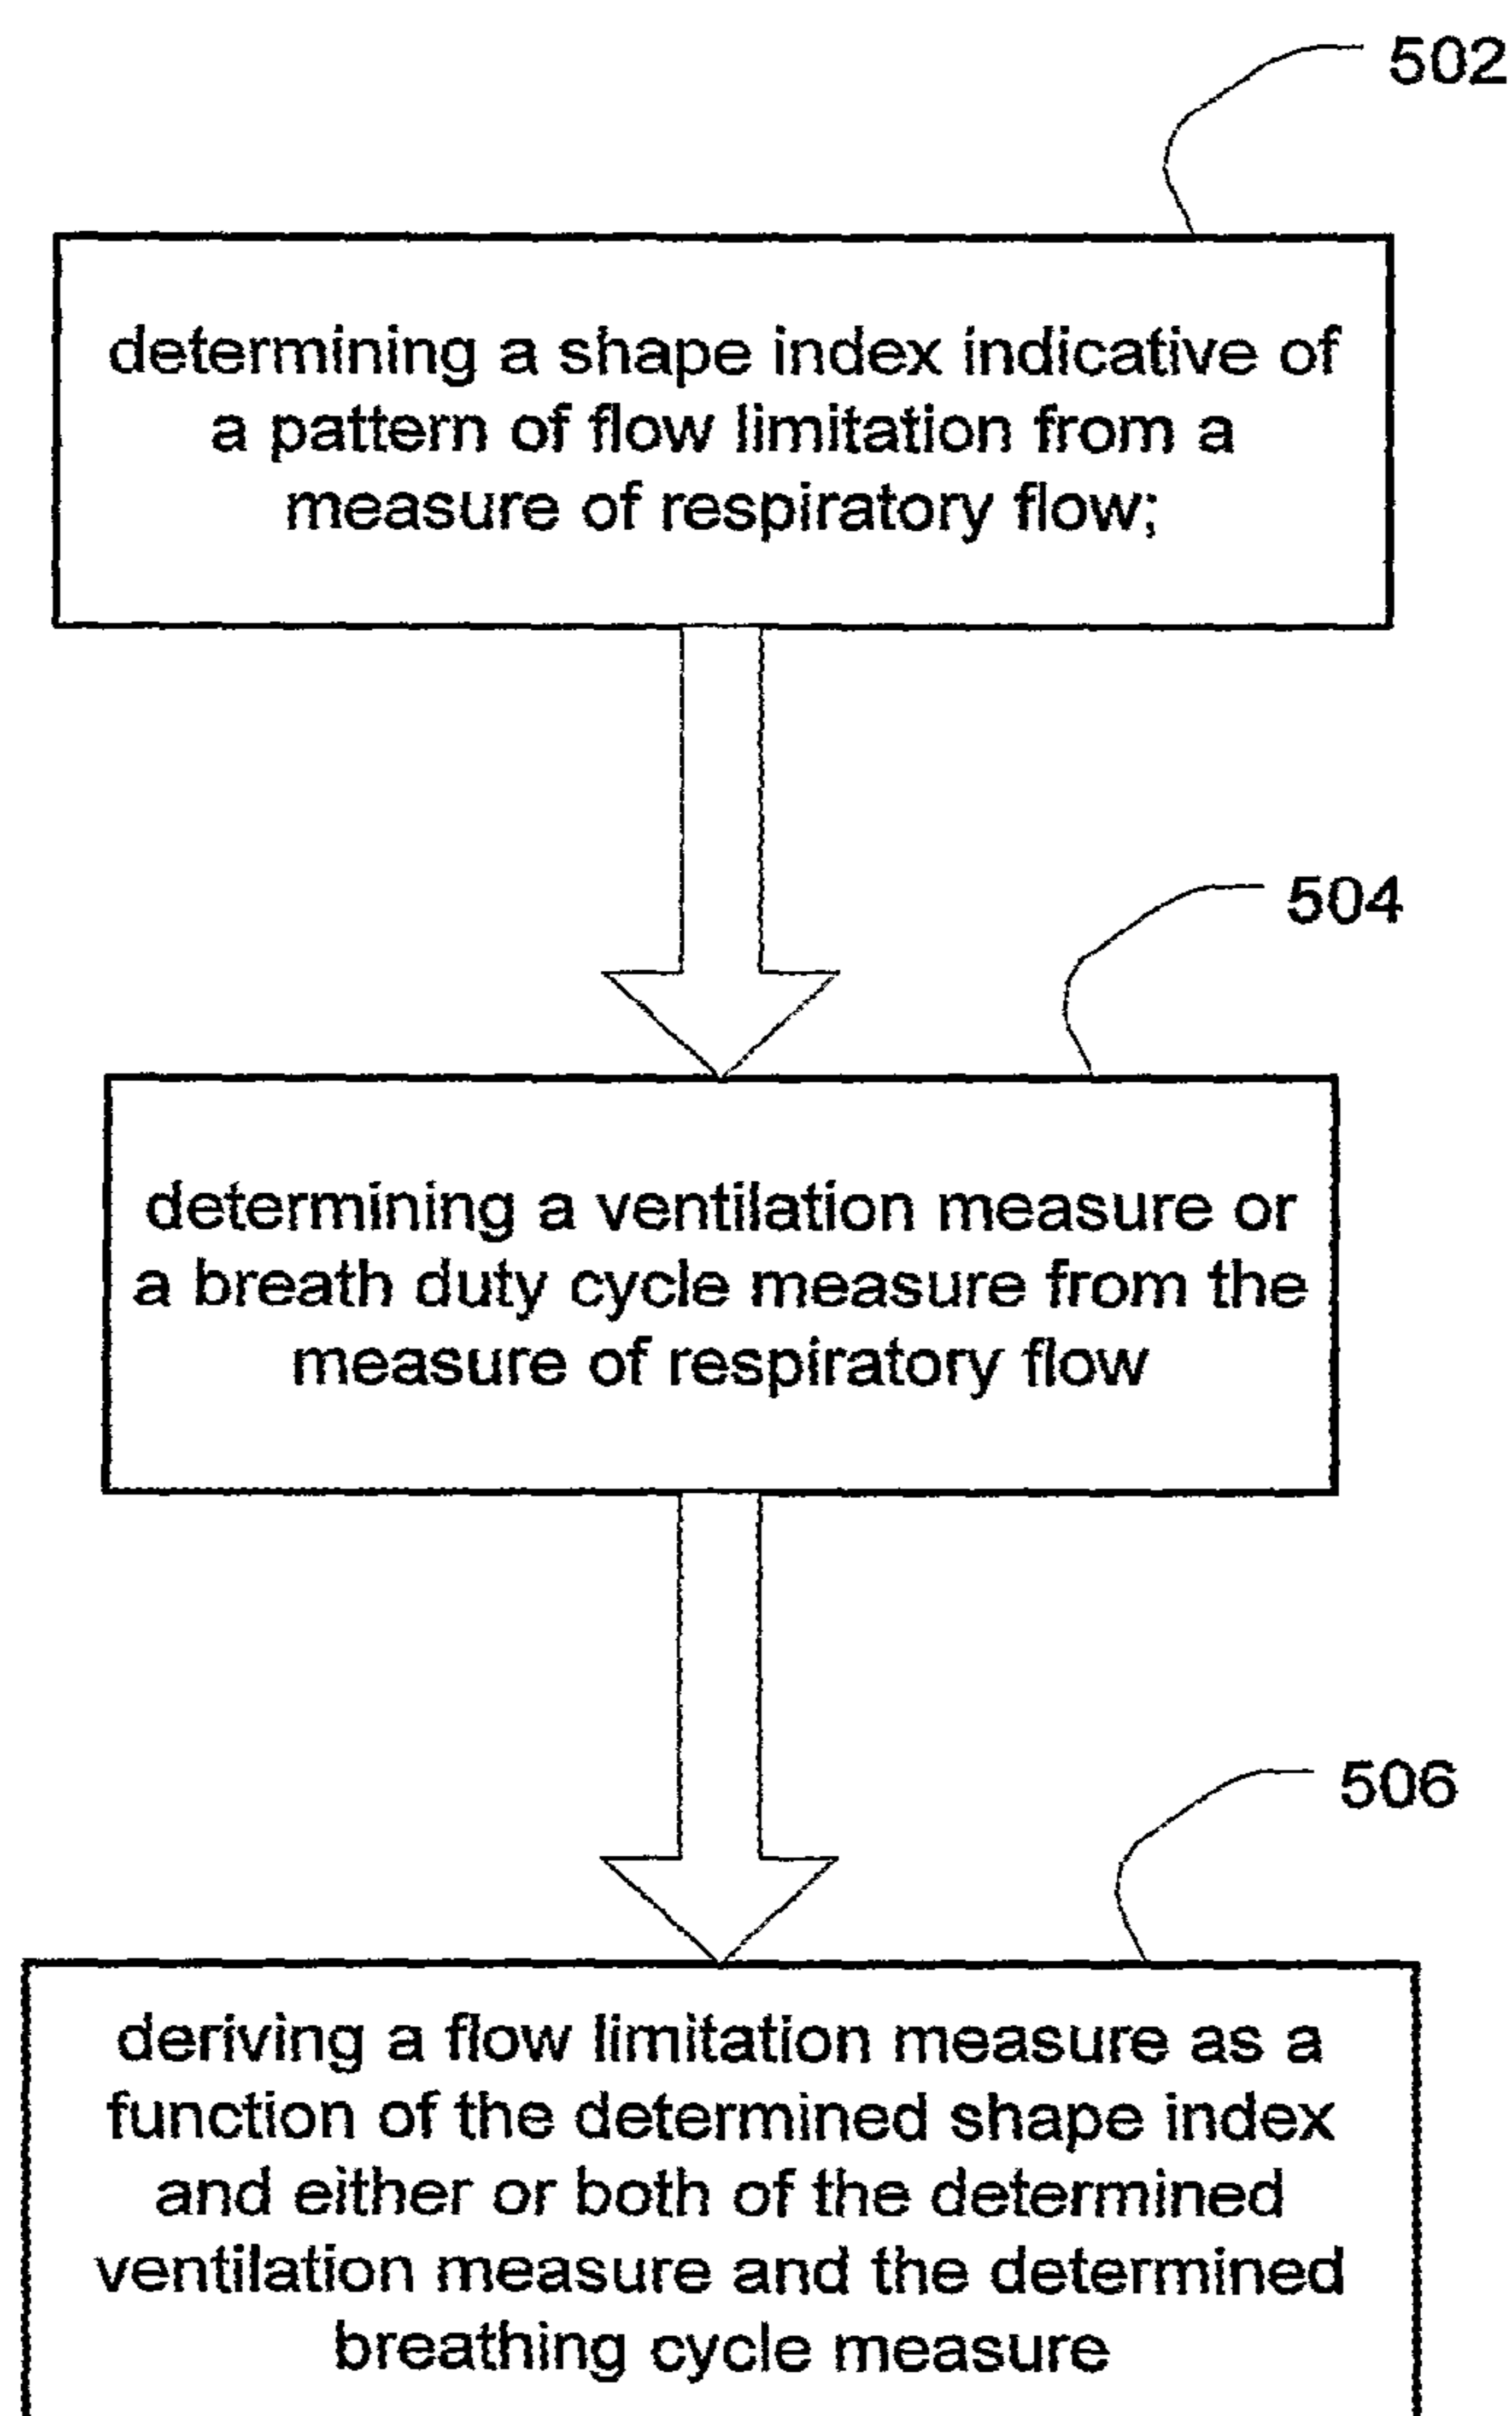 502
determining a shape index indicative of
a pattern of flow limitation from a
measure of respiratory flow;
504
determining a ventilation measure or
a breath duty cycle measure from the
measure of respiratory flow
506
deriving a flow limitation measure as a
function of the determined shape index
and either or both of the determined
ventilation measure and the determined
breathing cycle measure